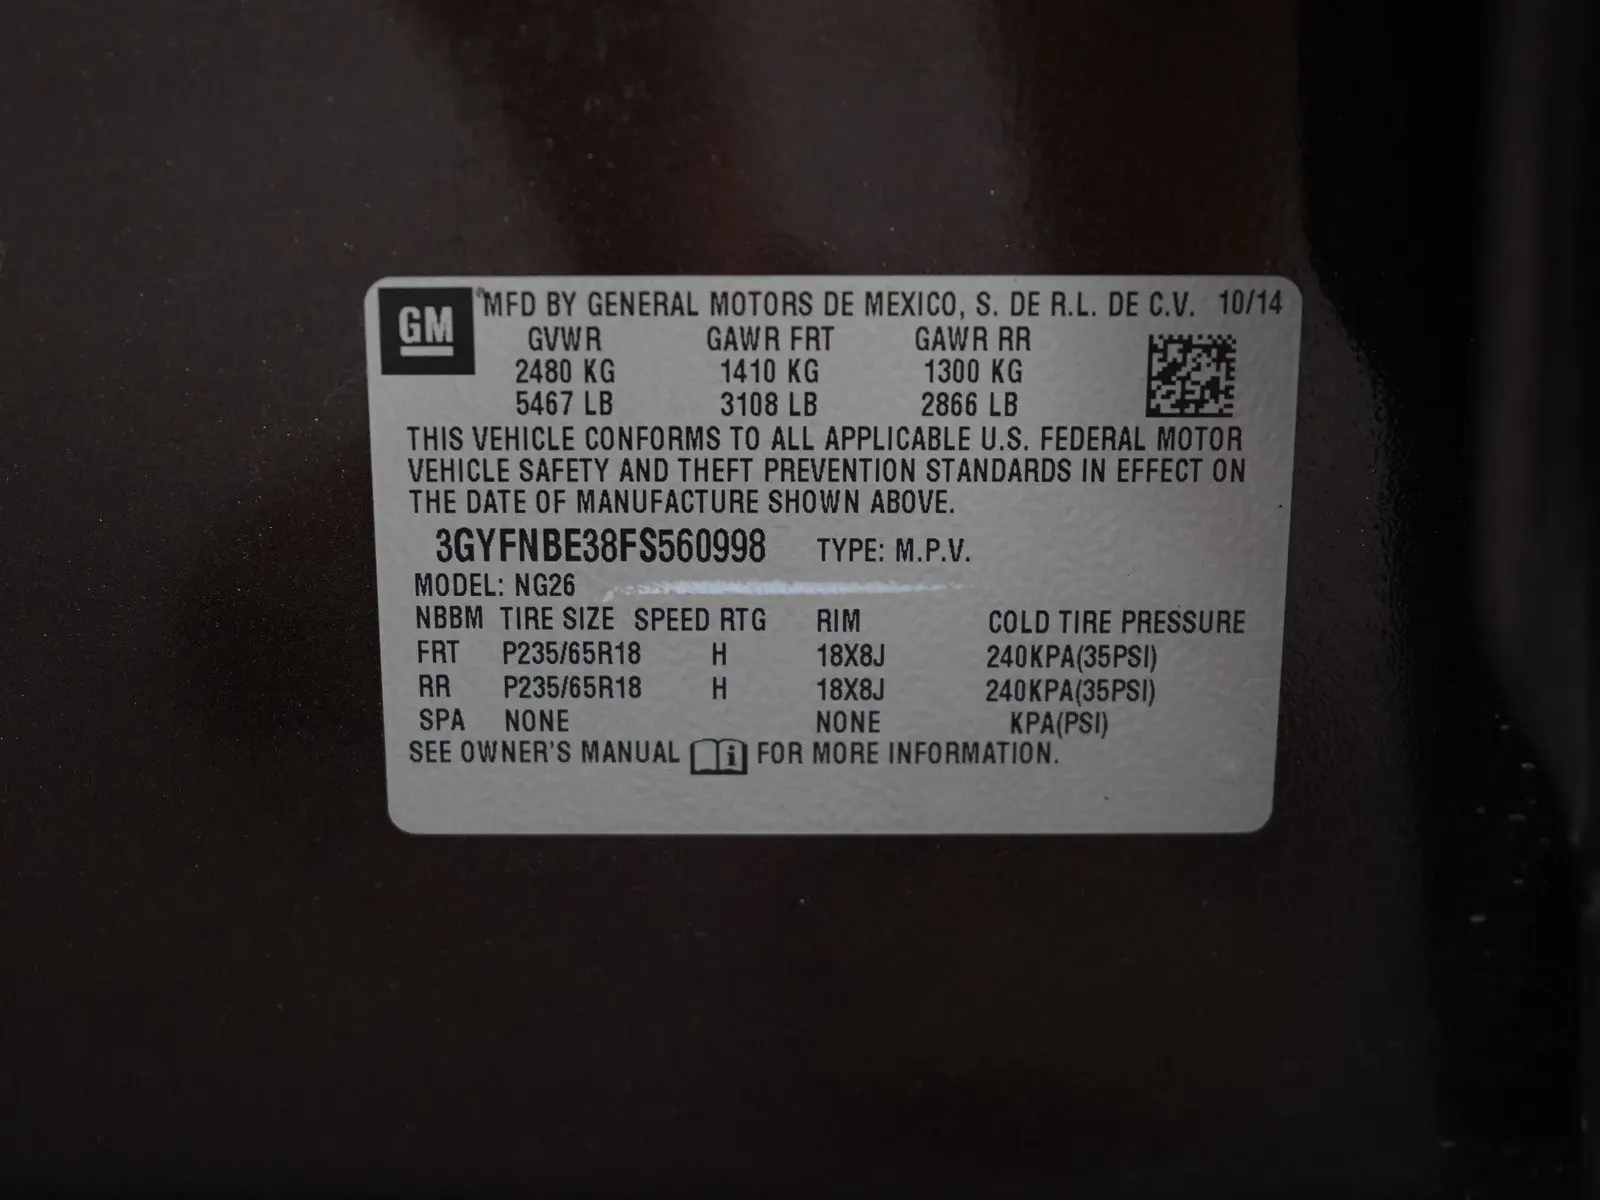 GM
MFD BY GENERAL MOTORS DE MEXICO, S. DE R.L. DE C.V. 10/14
GVWR GAWR FRT GAWR RR
2480 KG 1410 KG 1300 KG
5467 LB 3108 LB 2866 LB
THIS VEHICLE CONFORMS TO ALL APPLICABLE U.S. FEDERAL MOTOR
VEHICLE SAFETY AND THEFT PREVENTION STANDARDS IN EFFECT ON
THE DATE OF MANUFACTURE SHOWN ABOVE.
3GYFNBE38FS560998 TYPE: M.P.V.
MODEL: NG26
NBBM TIRE SIZE SPEED RTG RIM COLD TIRE PRESSURE
FRT P235/65R18 H 18X8J 240KPA(35PSI)
RR P235/65R18 H 18X8J 240KPA(35PSI)
SPA NONE NONE KPA(PSI)
SEE OWNER'S MANUAL i FOR MORE INFORMATION.